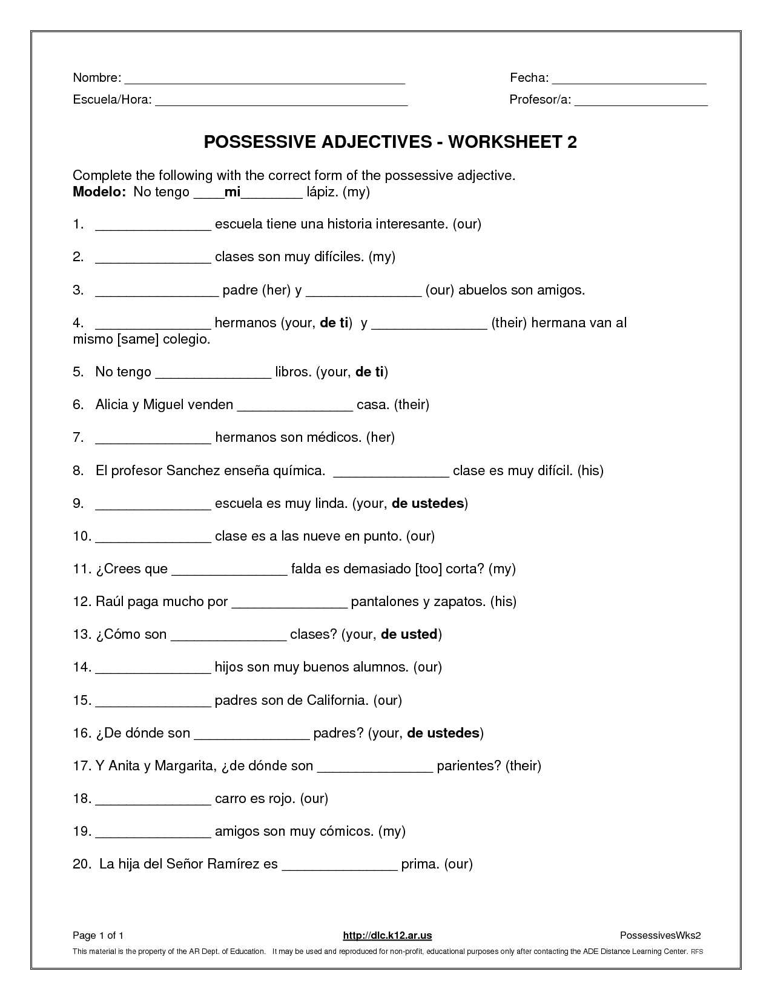 Nombre: ________________________________________ Fecha: ______________________
Escuela/Hora: ____________________________________ Profesor/a: ___________________
POSSESSIVE ADJECTIVES - WORKSHEET 2
Complete the following with the correct form of the possessive adjective.
Modelo: No tengo ____mi________ lápiz. (my)
1. _______________ escuela tiene una historia interesante. (our)
2. _______________ clases son muy difíciles. (my)
3. ________________ padre (her) y _______________ (our) abuelos son amigos.
4. _______________ hermanos (your, de ti) y _______________ (their) hermana van al
mismo [same] colegio.
5. No tengo _______________ libros. (your, de ti)
6. Alicia y Miguel venden _______________ casa. (their)
7. _______________ hermanos son médicos. (her)
8. El profesor Sanchez enseña química. _______________ clase es muy difícil. (his)
9. _______________ escuela es muy linda. (your, de ustedes)
10. _______________ clase es a las nueve en punto. (our)
11. ¿Crees que _______________ falda es demasiado [too] corta? (my)
12. Raúl paga mucho por _______________ pantalones y zapatos. (his)
13. ¿Cómo son _______________ clases? (your, de usted)
14. _______________ hijos son muy buenos alumnos. (our)
15. _______________ padres son de California. (our)
16. ¿De dónde son _______________ padres? (your, de ustedes)
17. Y Anita y Margarita, ¿de dónde son _______________ parientes? (their)
18. _______________ carro es rojo. (our)
19. _______________ amigos son muy cómicos. (my)
20. La hija del Señor Ramírez es _______________ prima. (our)
Page 1 of 1 http://dlc.k12.ar.us PossessivesWks2
This material is the property of the AR Dept. of Education. It may be used and reproduced for non-profit, educational purposes only after contacting the ADE Distance Learning Center. RFS